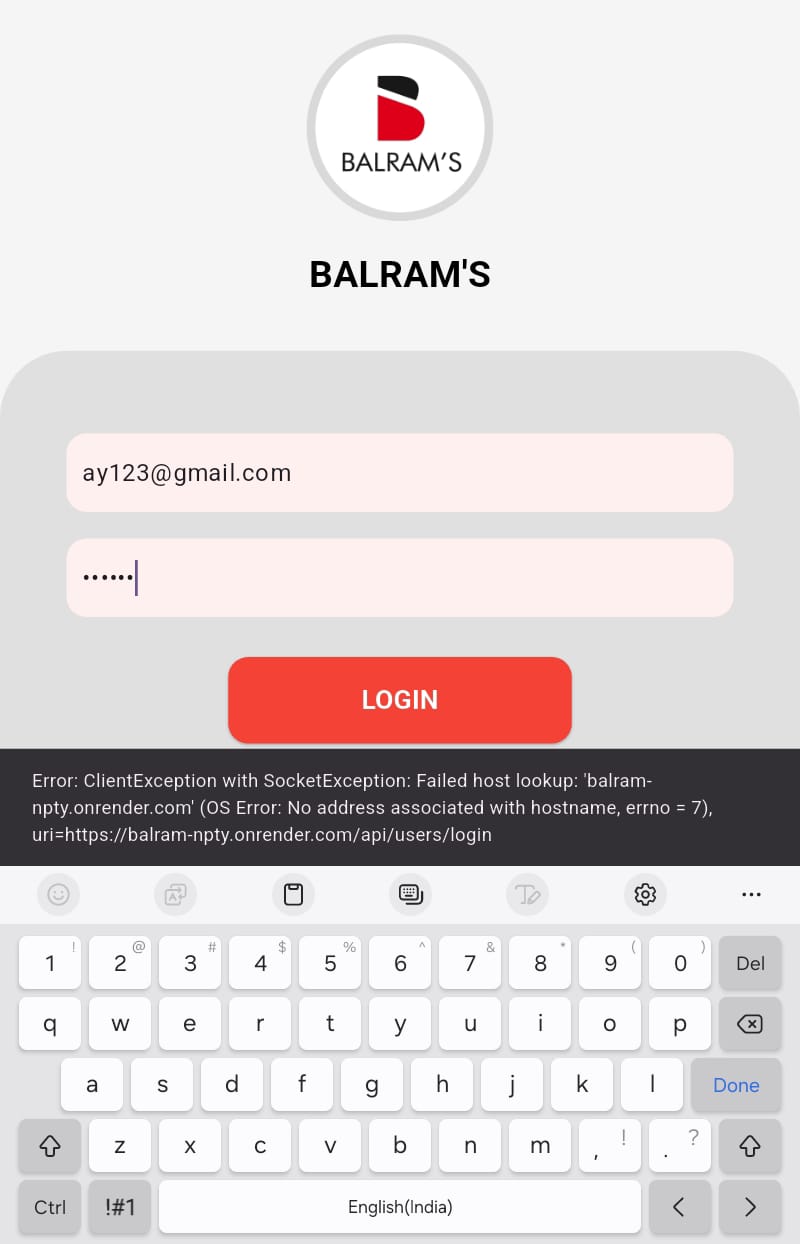 BALRAM'S
BALRAM'S
ay123@gmail.com
••••••
LOGIN
Error: ClientException with SocketException: Failed host lookup: 'balram-
npty.onrender.com' (OS Error: No address associated with hostname, errno = 7),
uri=https://balram-npty.onrender.com/api/users/login
1 ! 2 @ 3 # 4 $ 5 % 6 ^ 7 & 8 * 9 ( 0 ) Del
q w e r t y u i o p
a s d f g h j k l Done
z x c v b n m , ! . ?
Ctrl !#1 English(India) < >